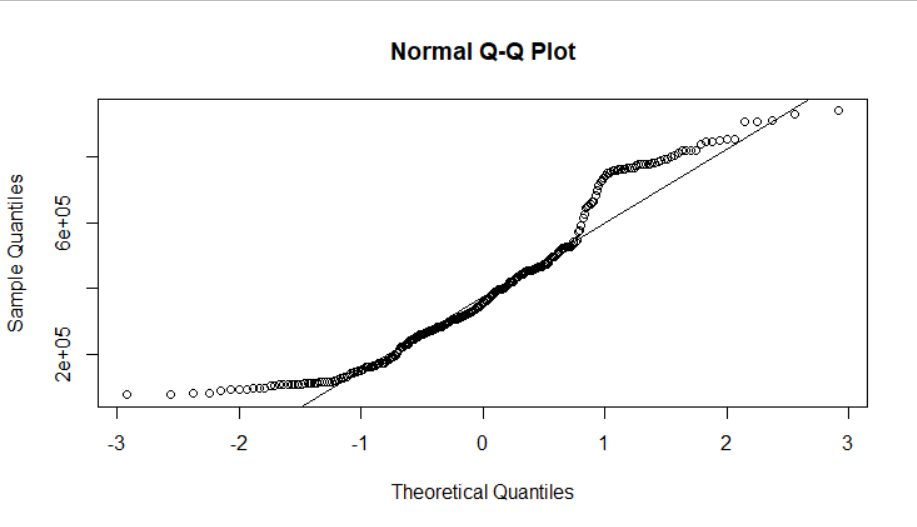 Normal Q-Q Plot
Sample Quantiles
6e+05
2e+05
-3 -2 -1 0 1 2 3
Theoretical Quantiles